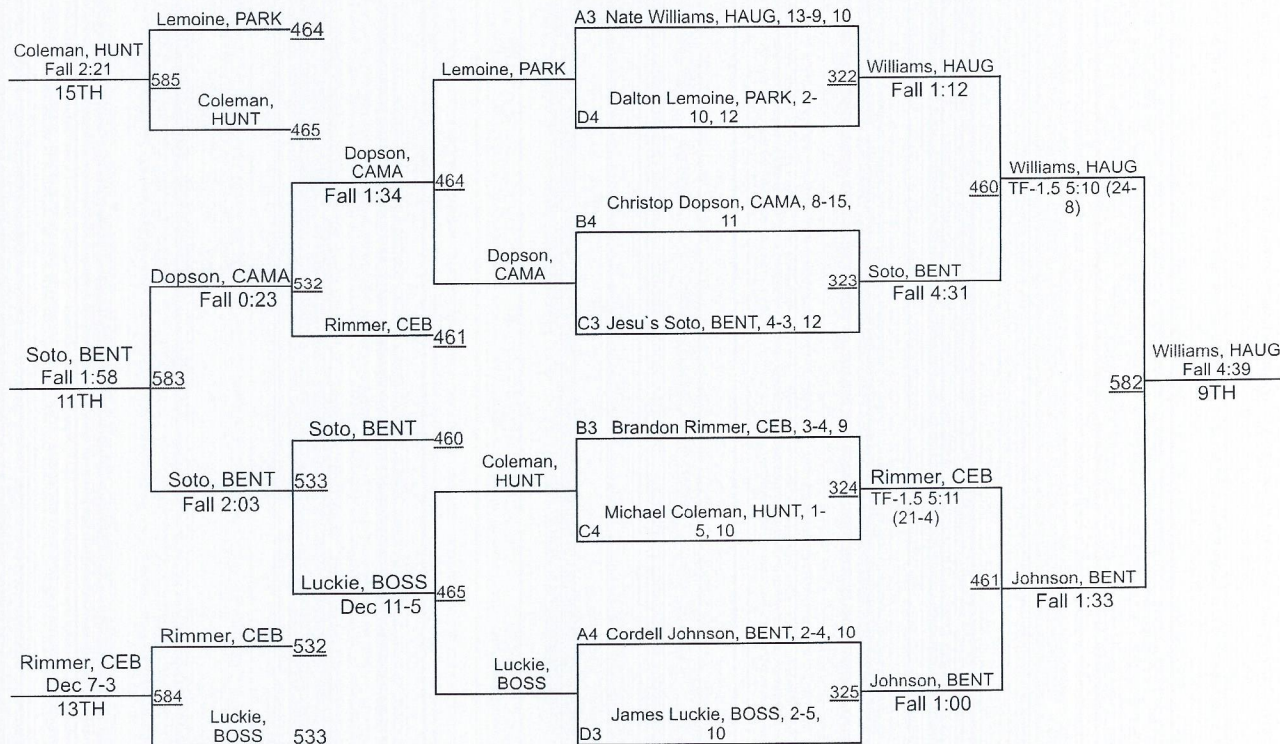 Lemoine, PARK
464
Coleman, HUNT
Fall 2:21
15TH
585
Coleman,
HUNT
465
Dopson,
CAMA
Fall 1:34
464
Lemoine, PARK
Dopson,
CAMA
Dopson, CAMA
Fall 0:23
532
Rimmer, CEB
461
Soto, BENT
Fall 1:58
11TH
583
Soto, BENT
460
Soto, BENT
Fall 2:03
533
Luckie, BOSS
Dec 11-5
465
Coleman,
HUNT
Luckie,
BOSS
Rimmer, CEB
532
Rimmer, CEB
Dec 7-3
13TH
584
Luckie,
BOSS
533
A3 Nate Williams, HAUG, 13-9, 10
322
Dalton Lemoine, PARK, 2-
10, 12
D4
Williams, HAUG
Fall 1:12
Christop Dopson, CAMA, 8-15,
11
B4
323
C3 Jesu`s Soto, BENT, 4-3, 12
Soto, BENT
Fall 4:31
460
Williams, HAUG
TF-1.5 5:10 (24-
8)
B3 Brandon Rimmer, CEB, 3-4, 9
324
Michael Coleman, HUNT, 1-
5, 10
C4
Rimmer, CEB
TF-1.5 5:11
(21-4)
A4 Cordell Johnson, BENT, 2-4, 10
325
James Luckie, BOSS, 2-5,
10
D3
Johnson, BENT
Fall 1:00
461
Johnson, BENT
Fall 1:33
582
Williams, HAUG
Fall 4:39
9TH